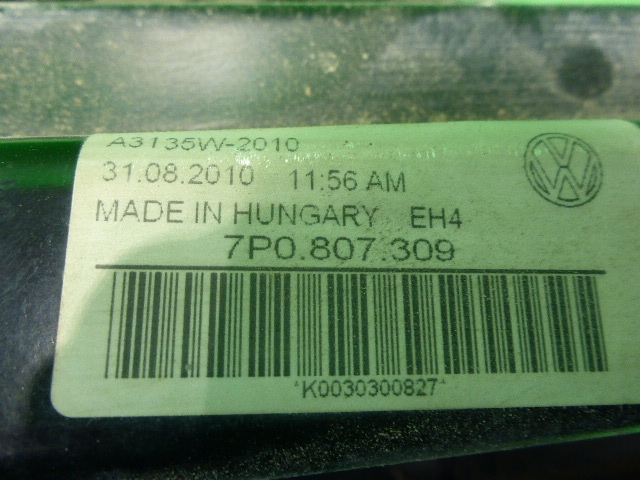 A3135W-2010
31.08.2010 11:56 AM
MADE IN HUNGARY EH4
7P0.807.309
*K0030300827*